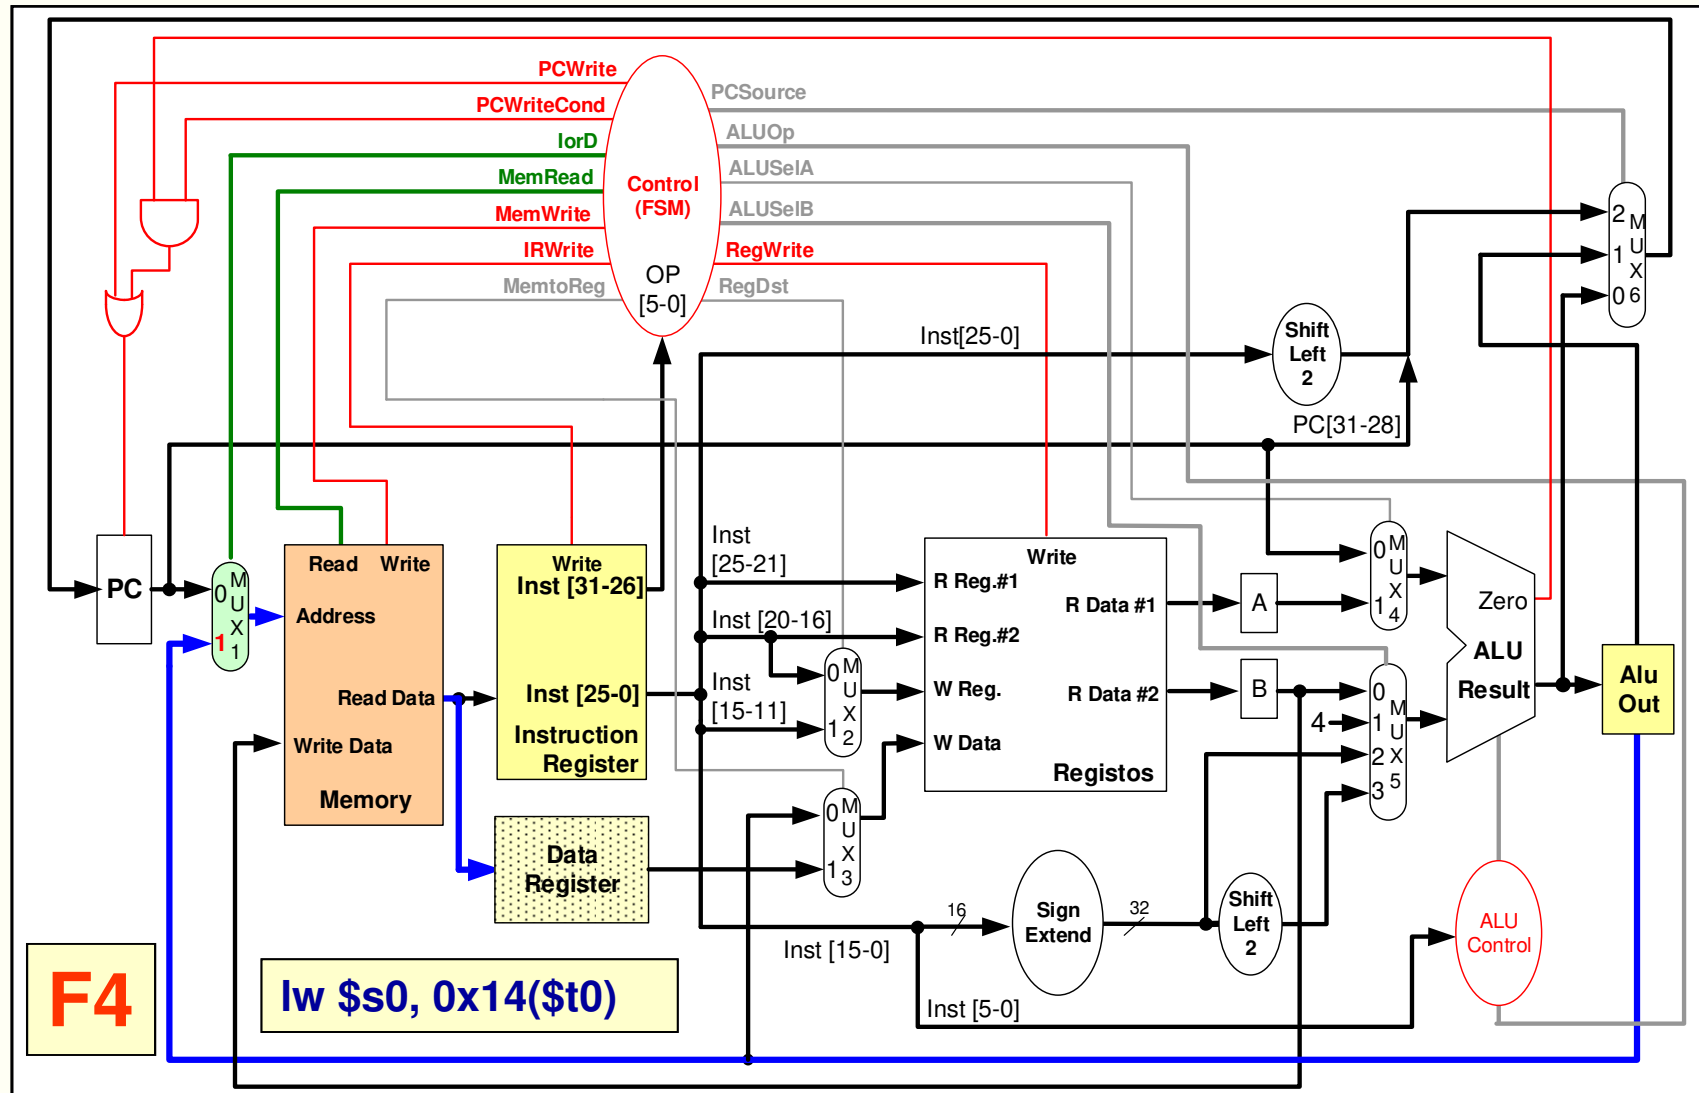 PCWrite
PCWriteCond
IorD
MemRead
MemWrite
IRWrite
MemtoReg
Control
(FSM)
OP
[5-0]
PCSource
ALUOp
ALUSelA
ALUSelB
RegWrite
RegDst
2
1
0
M
U
X
6
Inst[25-0]
Shift
Left
2
PC[31-28]
PC
0
1
M
U
X
1
Read
Write
Address
Read Data
Write Data
Memory
Write
Inst [31-26]
Inst [25-0]
Instruction
Register
Data
Register
Inst
[25-21]
Inst [20-16]
Inst
[15-11]
0
1
M
U
X
2
0
1
M
U
X
3
Write
R Reg.#1
R Reg.#2
W Reg.
W Data
R Data #1
R Data #2
Registos
A
B
4
0
1
M
U
X
4
0
1
2
3
M
U
X
5
Zero
ALU
Result
Alu
Out
Inst [15-0]
16
Sign
Extend
32
Shift
Left
2
ALU
Control
Inst [5-0]
F4
lw $s0, 0x14($t0)